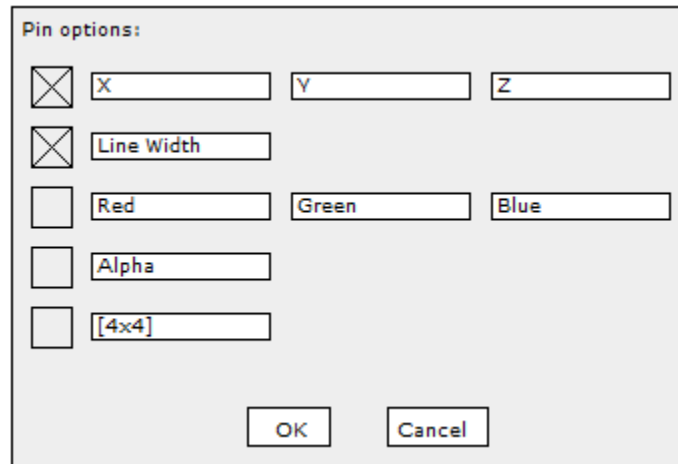 Pin options:
X Y Z
Line Width
Red Green Blue
Alpha
[4x4]
OK Cancel